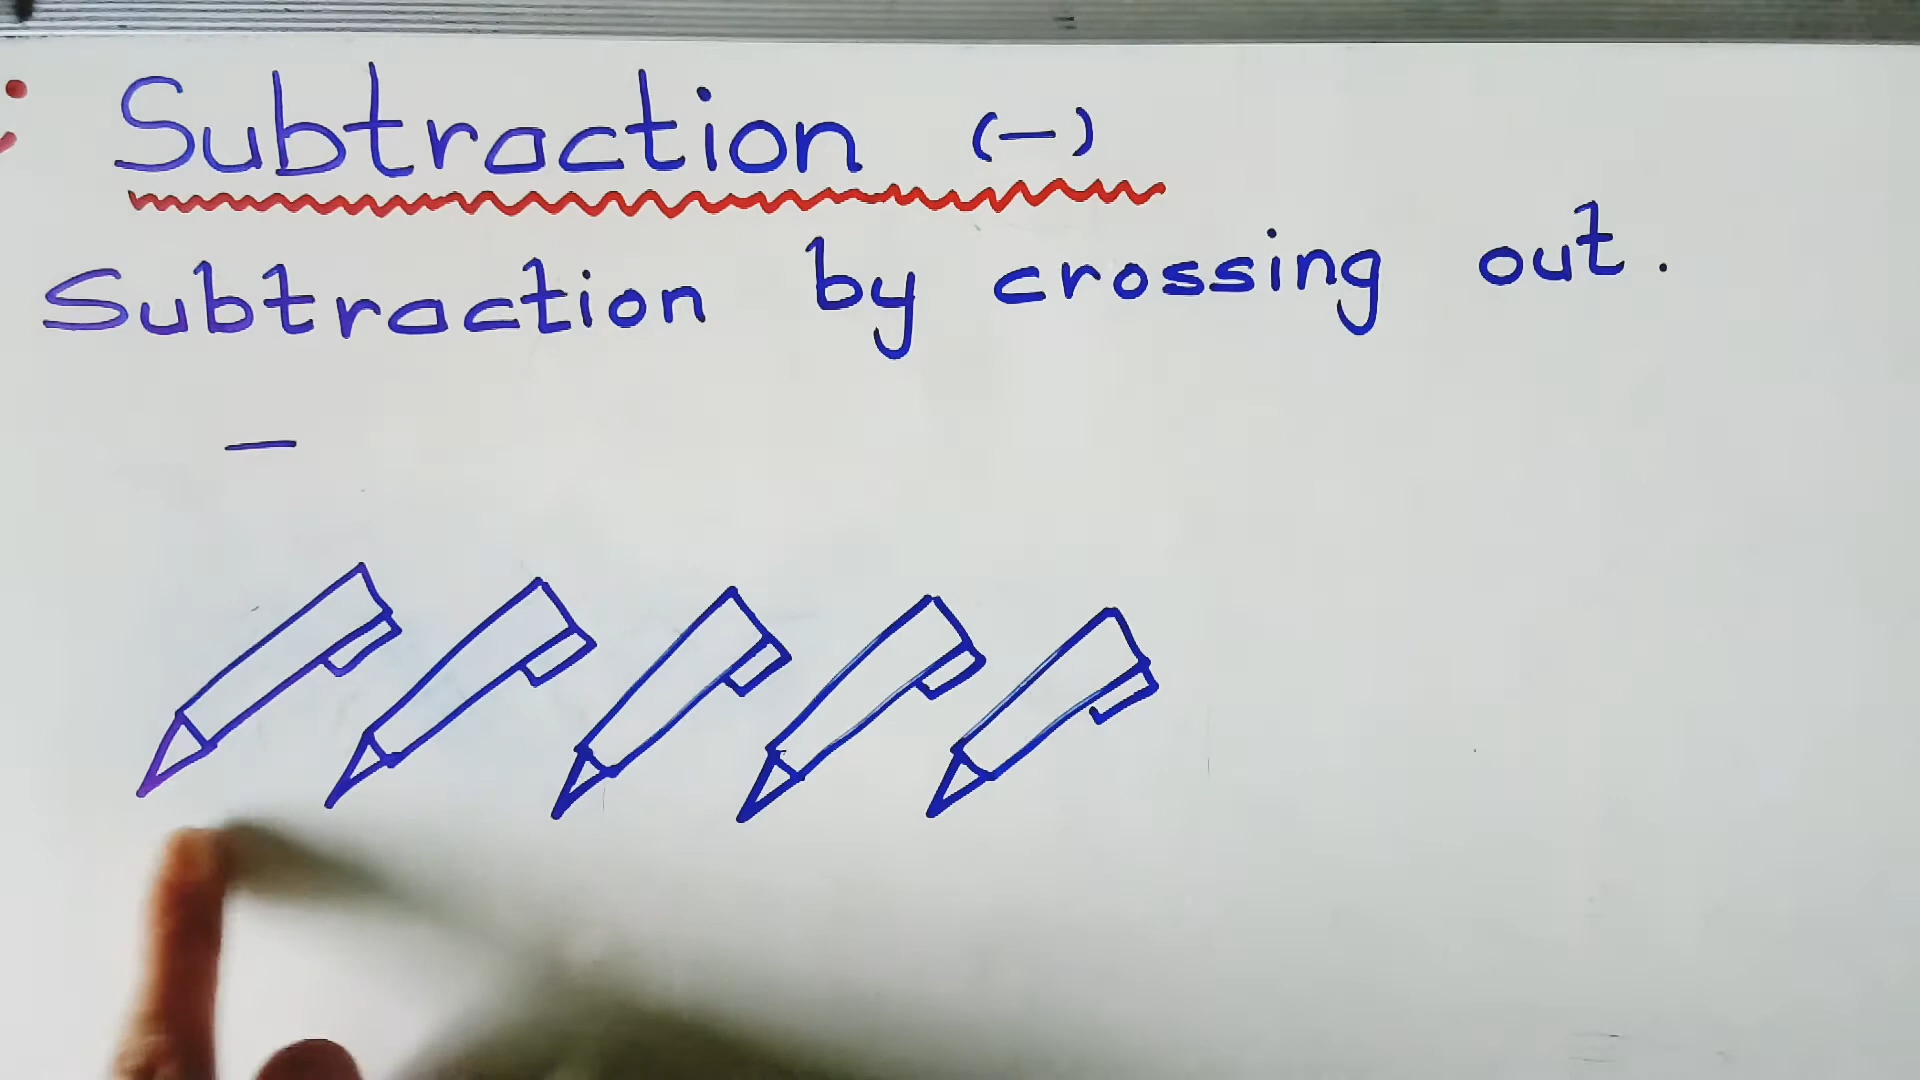 : Subtraction (-)
Subtraction by crossing out.
-